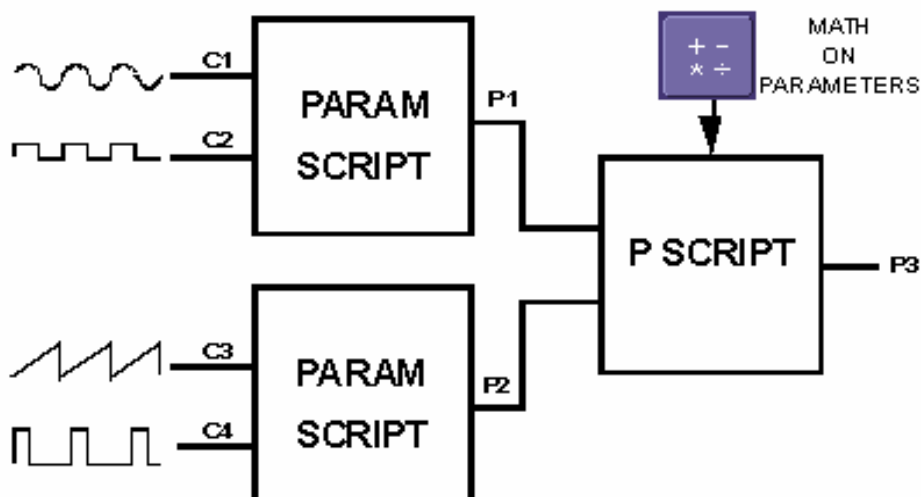 C1
C2
PARAM
SCRIPT
P1
+ −
* ÷
MATH
ON
PARAMETERS
P SCRIPT
P3
C3
C4
PARAM
SCRIPT
P2